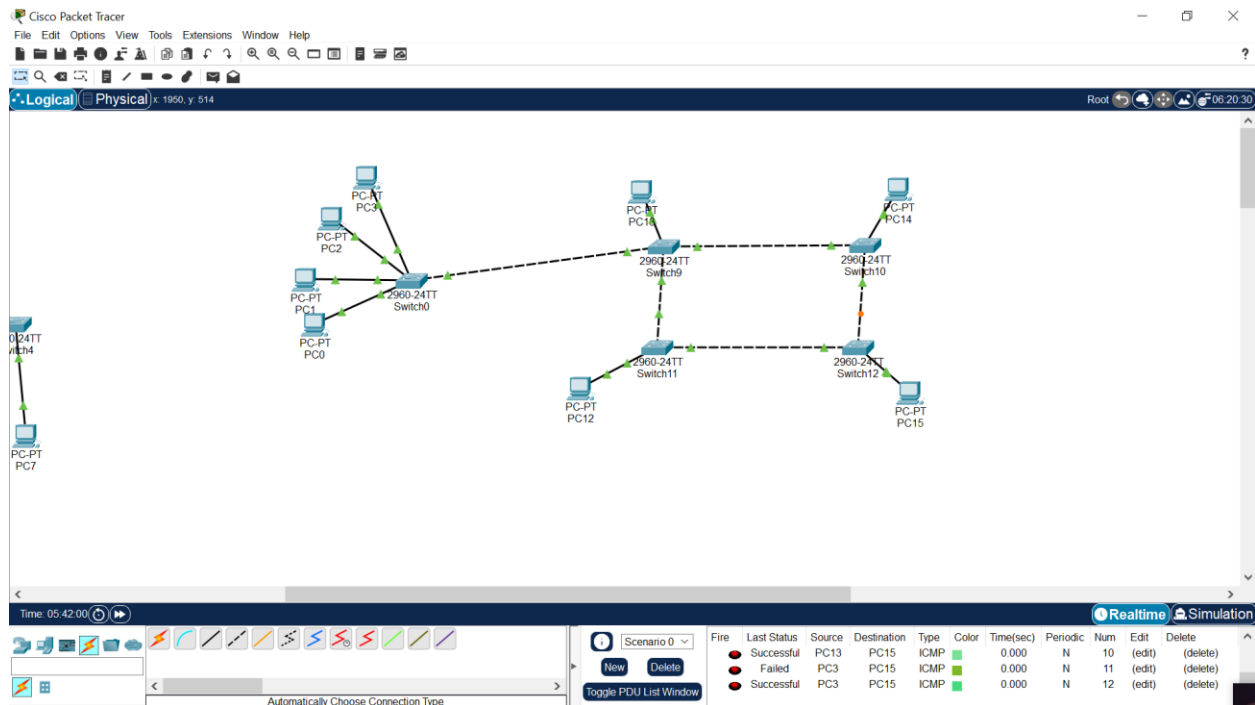 Cisco Packet Tracer
File Edit Options View Tools Extensions Window Help
?
Logical Physical x: 1950, y: 514 Root 06:20:30
PC-PT
PC3
PC-PT
PC2
PC-PT
PC1
PC-PT
PC0
2960-24TT
Switch0
PC-PT
PC13
2960-24TT
Switch9
PC-PT
PC14
2960-24TT
Switch10
2960-24TT
Switch11
2960-24TT
Switch12
PC-PT
PC12
PC-PT
PC15
0-24TT
witch4
PC-PT
PC7
Time: 05:42:00 Realtime Simulation
Scenario 0
New Delete
Toggle PDU List Window
Automatically Choose Connection Type
Fire Last Status Source Destination Type Color Time(sec) Periodic Num Edit Delete
Successful PC13 PC15 ICMP 0.000 N 10 (edit) (delete)
Failed PC3 PC15 ICMP 0.000 N 11 (edit) (delete)
Successful PC3 PC15 ICMP 0.000 N 12 (edit) (delete)